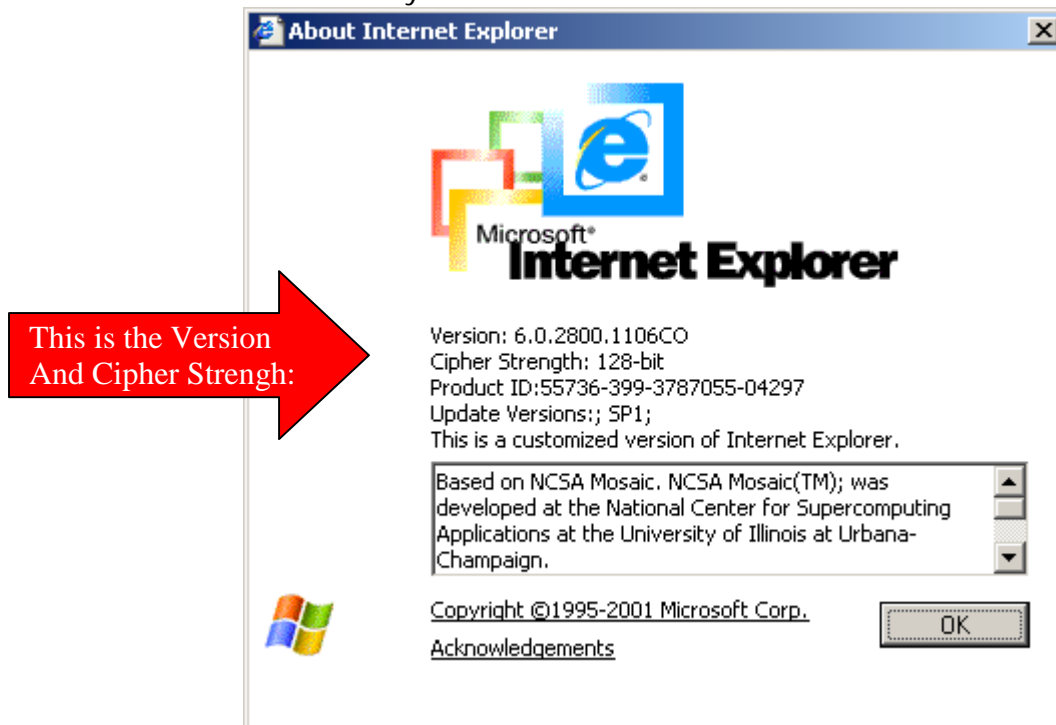 About Internet Explorer
Microsoft®
Internet Explorer
This is the Version
And Cipher Strengh:
Version: 6.0.2800.1106CO
Cipher Strength: 128-bit
Product ID:55736-399-3787055-04297
Update Versions:; SP1;
This is a customized version of Internet Explorer.
Based on NCSA Mosaic. NCSA Mosaic(TM); was
developed at the National Center for Supercomputing
Applications at the University of Illinois at Urbana-
Champaign.
Copyright ©1995-2001 Microsoft Corp.
OK
Acknowledgements